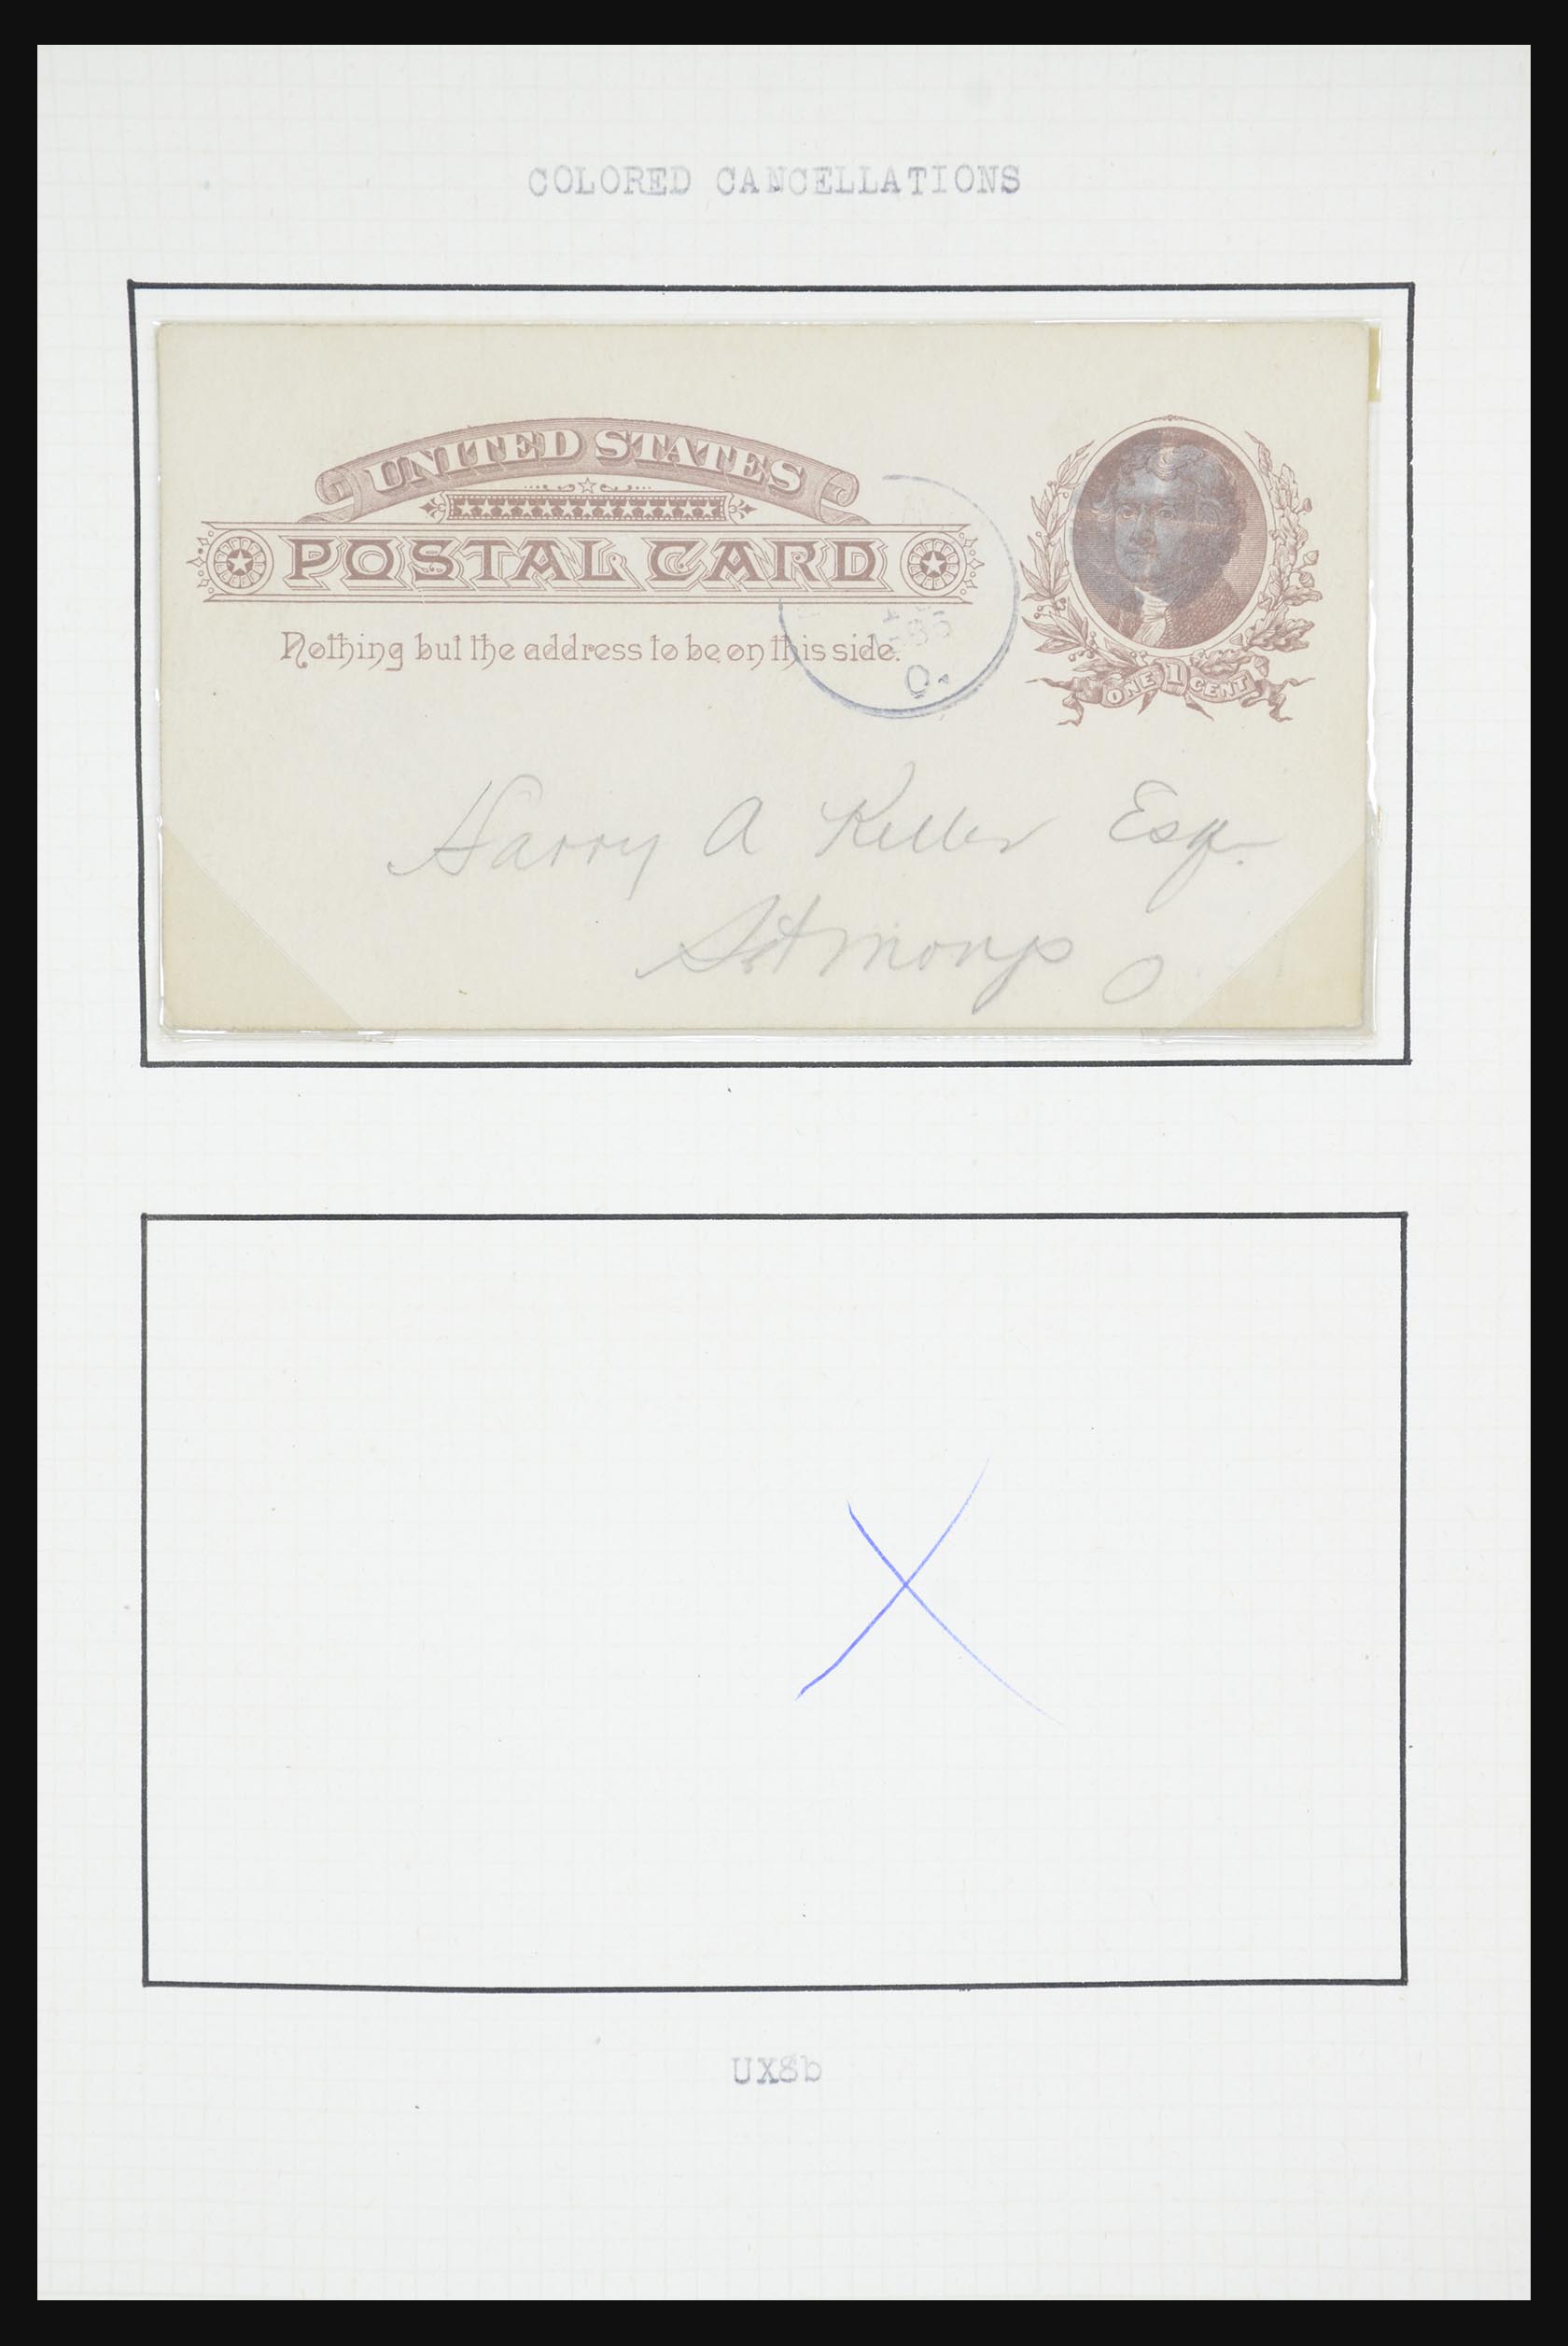 COLORED CANCELLATIONS
UNITED STATES
POSTAL CARD
Nothing but the address to be on this side.
O.
ONE 1 CENT
Harry A Keller Esq.
St Marys O
X
UX8b